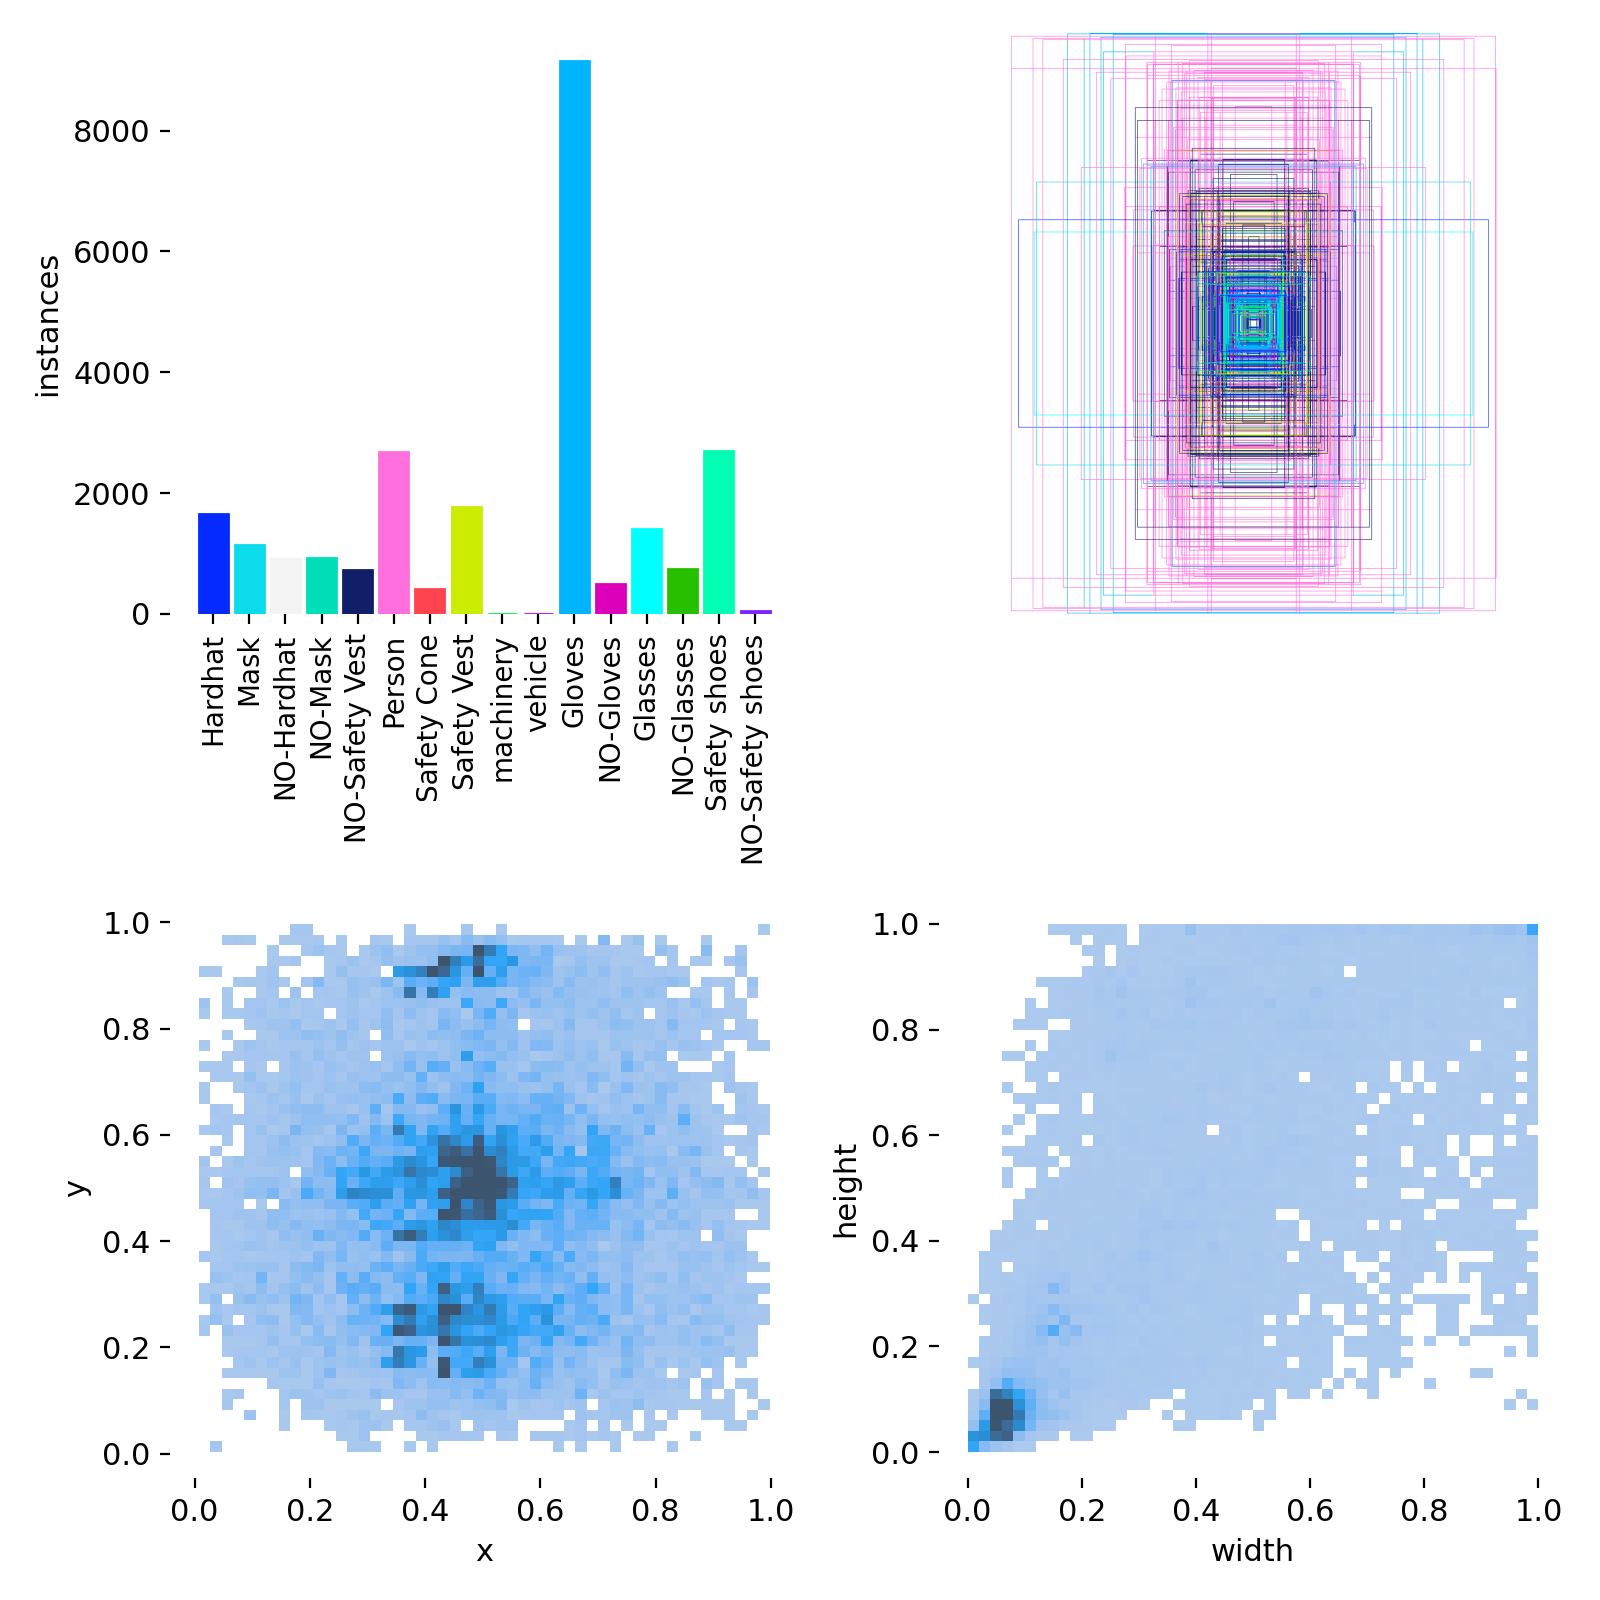 8000
6000
4000
2000
0
instances
Hardhat
Mask
NO-Hardhat
NO-Mask
NO-Safety Vest
Person
Safety Cone
Safety Vest
machinery
vehicle
Gloves
NO-Gloves
Glasses
NO-Glasses
Safety shoes
NO-Safety shoes
1.0
0.8
0.6
0.4
0.2
0.0
y
0.0 0.2 0.4 0.6 0.8 1.0
x
1.0
0.8
0.6
0.4
0.2
0.0
height
0.0 0.2 0.4 0.6 0.8 1.0
width